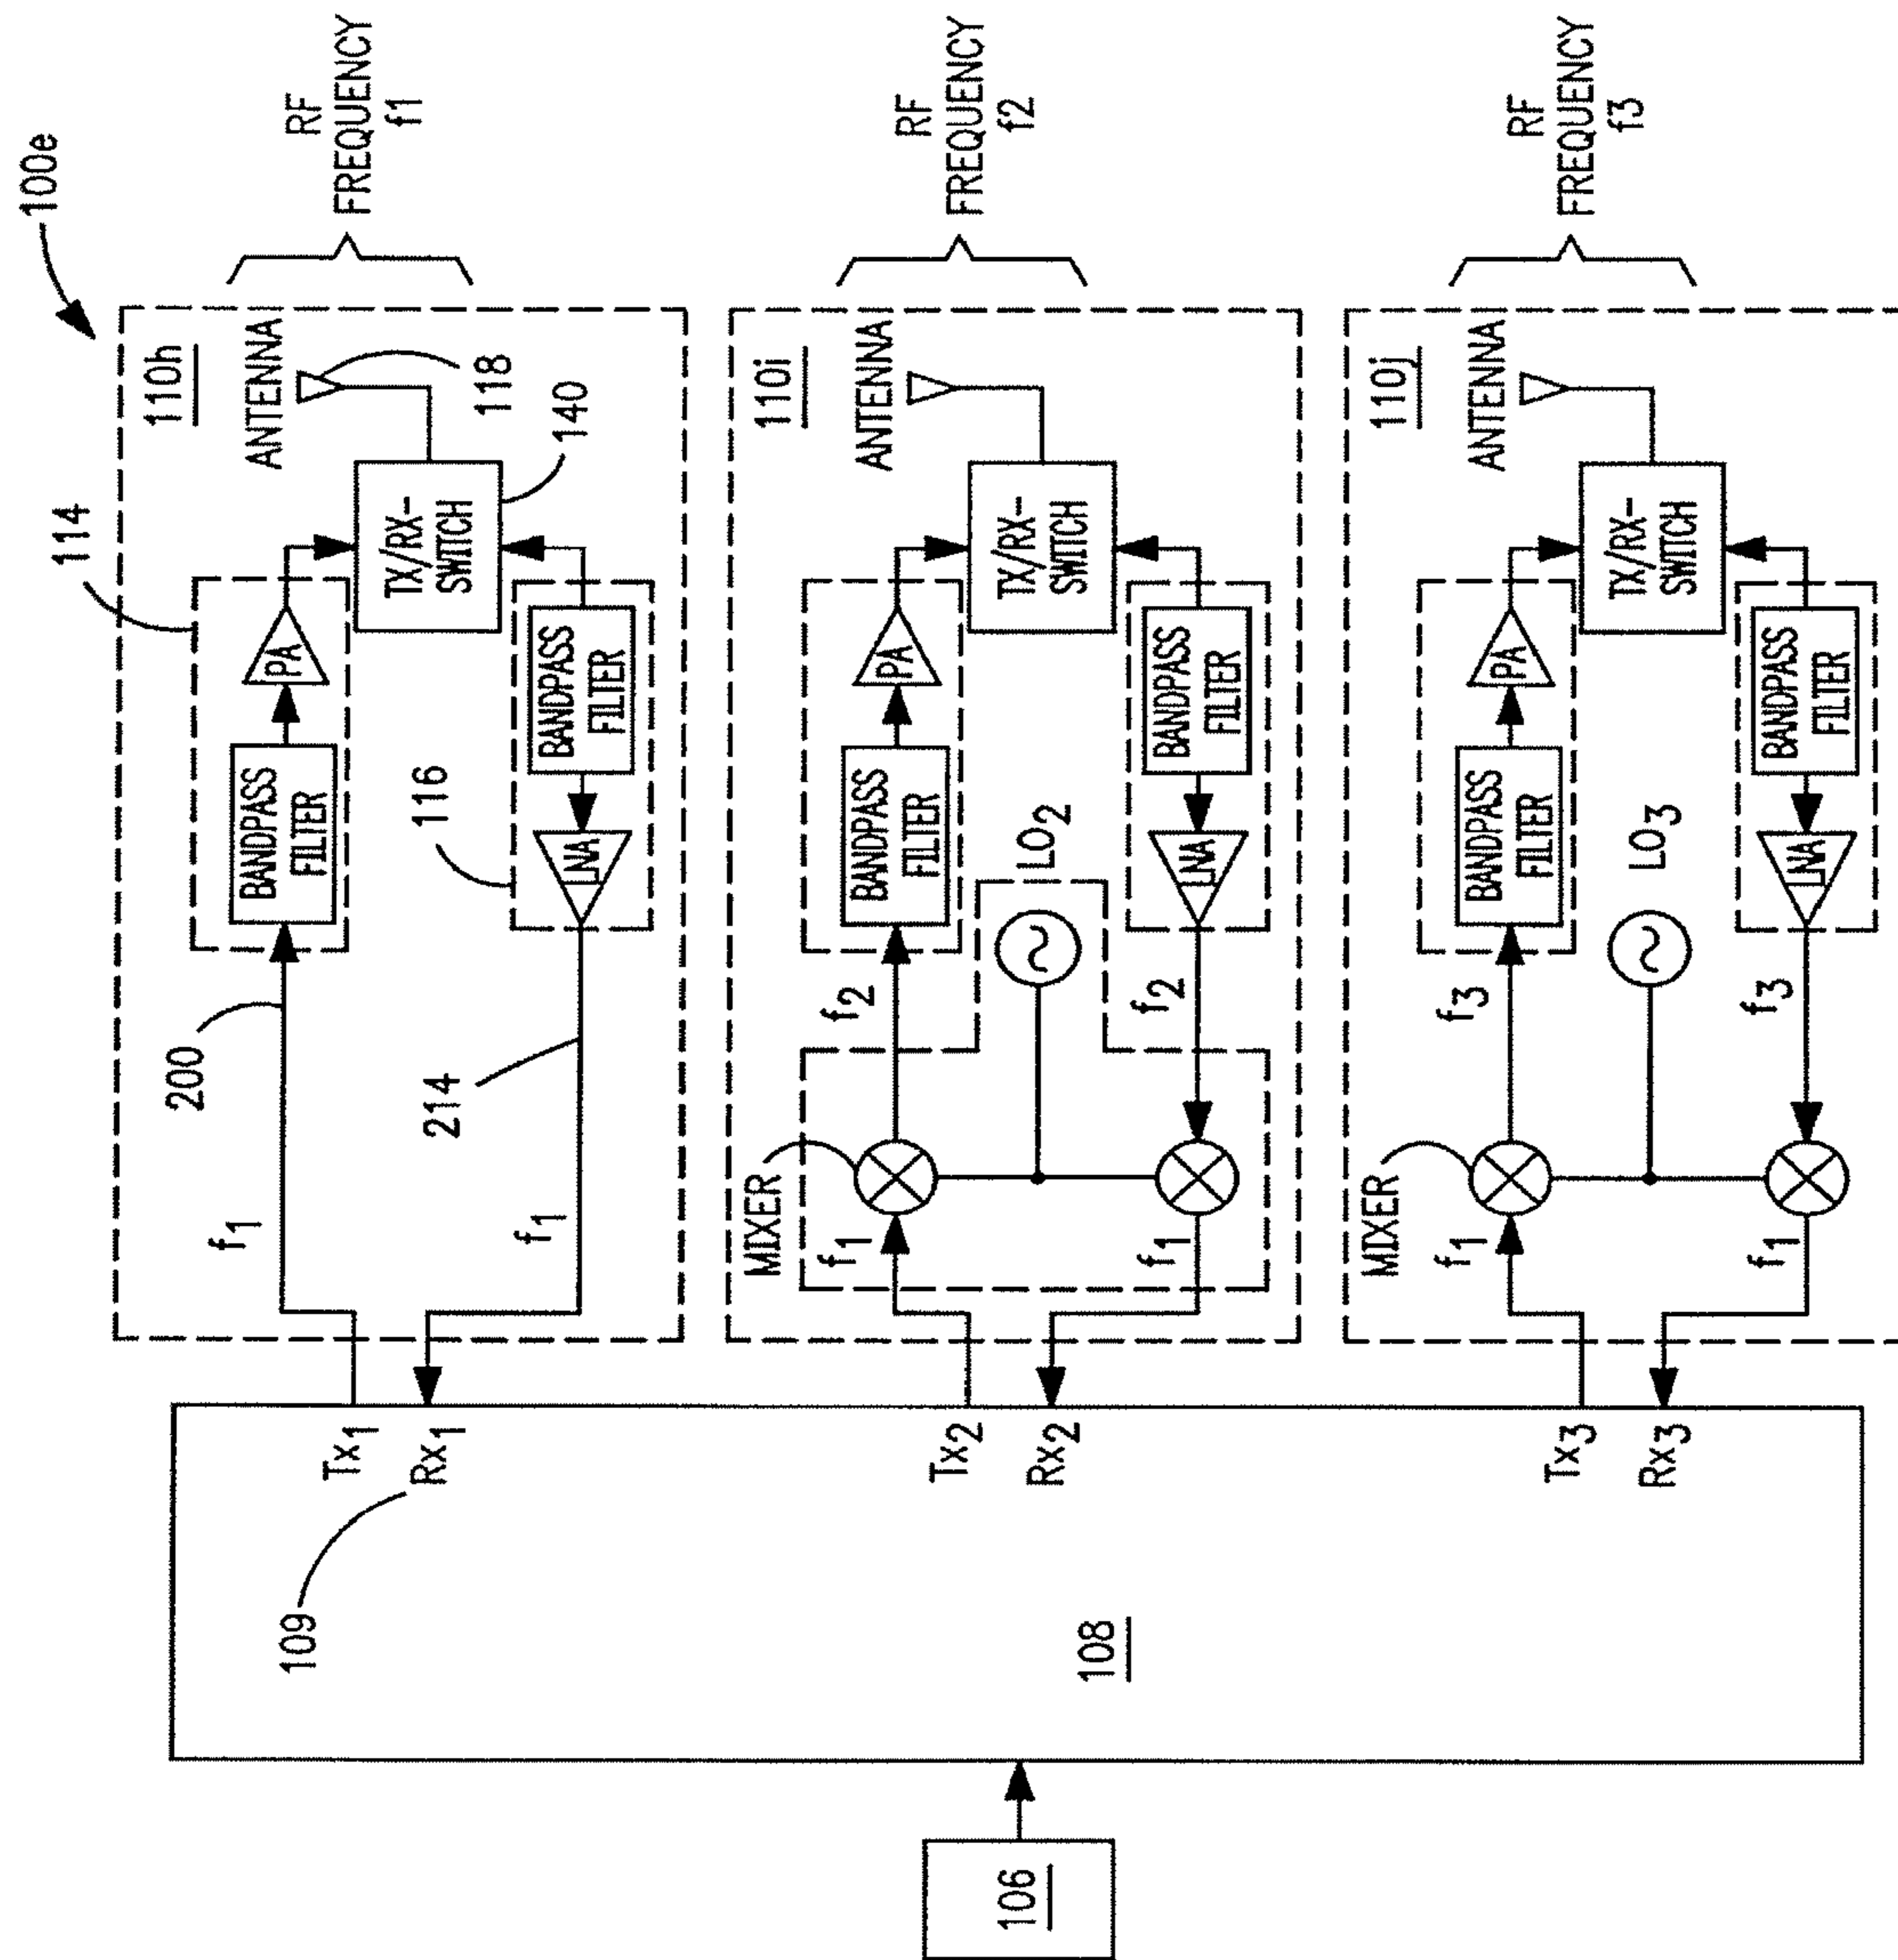 100e
RF
FREQUENCY
f1
110h
114
200
f1
BANDPASS
FILTER
PA
ANTENNA
118
TX/RX-
SWITCH
140
116
BANDPASS
FILTER
LNA
214
f1
RF
FREQUENCY
f2
110i
MIXER
f1
f2
BANDPASS
FILTER
PA
ANTENNA
TX/RX-
SWITCH
LO2
BANDPASS
FILTER
LNA
f2
f1
RF
FREQUENCY
f3
110j
MIXER
f1
f3
BANDPASS
FILTER
PA
ANTENNA
TX/RX-
SWITCH
LO3
BANDPASS
FILTER
LNA
f3
f1
Tx1
Rx1
109
Tx2
Rx2
Tx3
Rx3
108
106